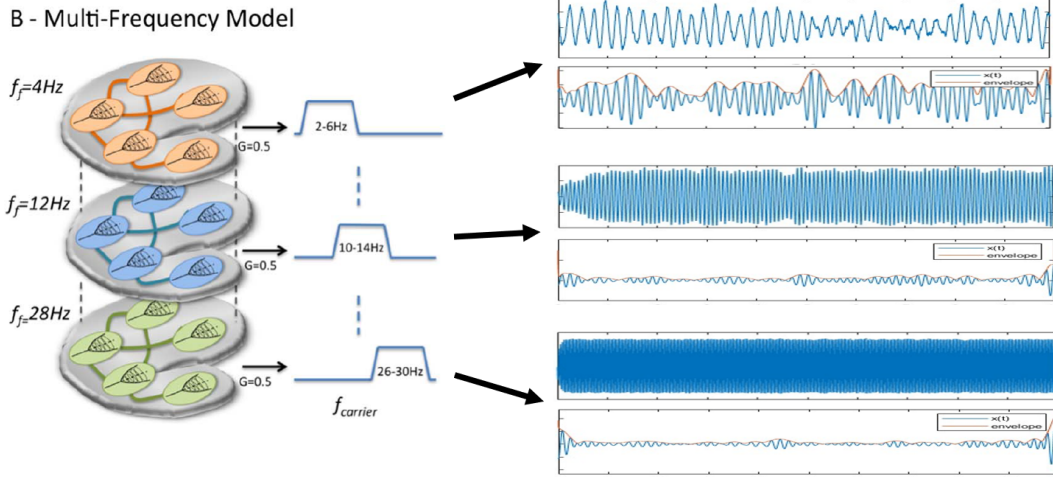 B - Multi-Frequency Model
f_f=4Hz
G=0.5
2-6Hz
x(t)
envelope
f_f=12Hz
G=0.5
10-14Hz
x(t)
envelope
f_f=28Hz
G=0.5
26-30Hz
f_carrier
x(t)
envelope